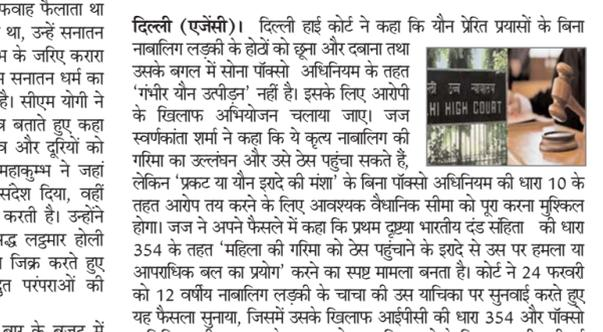 फवाह फैलाता था
था, उन्हें सनातन
के जरिए करारा
सनातन धर्म का
है। सीएम योगी ने
बताते हुए कहा
और दूरियों को
महाकुम्भ ने जहां
संदेश दिया, वहीं
करती है। उन्होंने
लट्ठमार होली
जिक्र करते हुए
परंपराओं की
के बजट में
दिल्ली (एजेंसी)। दिल्ली हाई कोर्ट ने कहा कि यौन प्रेरित प्रयासों के बिना
नाबालिग लड़की के होठों को छूना और दबाना तथा
उसके बगल में सोना पॉक्सो अधिनियम के तहत
‘गंभीर यौन उत्पीड़न’ नहीं है। इसके लिए आरोपी
के खिलाफ अभियोजन चलाया जाए। जज
स्वर्णकांता शर्मा ने कहा कि ये कृत्य नाबालिग की
गरिमा का उल्लंघन और उसे ठेस पहुंचा सकते हैं,
लेकिन ‘प्रकट या यौन इरादे की मंशा’ के बिना पॉक्सो अधिनियम की धारा 10 के
तहत आरोप तय करने के लिए आवश्यक वैधानिक सीमा को पूरा करना मुश्किल
होगा। जज ने अपने फैसले में कहा कि प्रथम दृष्टया भारतीय दंड संहिता की धारा
354 के तहत ‘महिला की गरिमा को ठेस पहुंचाने के इरादे से उस पर हमला या
आपराधिक बल का प्रयोग’ करने का स्पष्ट मामला बनता है। कोर्ट ने 24 फरवरी
को 12 वर्षीय नाबालिग लड़की के चाचा की उस याचिका पर सुनवाई करते हुए
यह फैसला सुनाया, जिसमें उसके खिलाफ आईपीसी की धारा 354 और पॉक्सो
उच्च न्यायालय
HI HIGH COURT